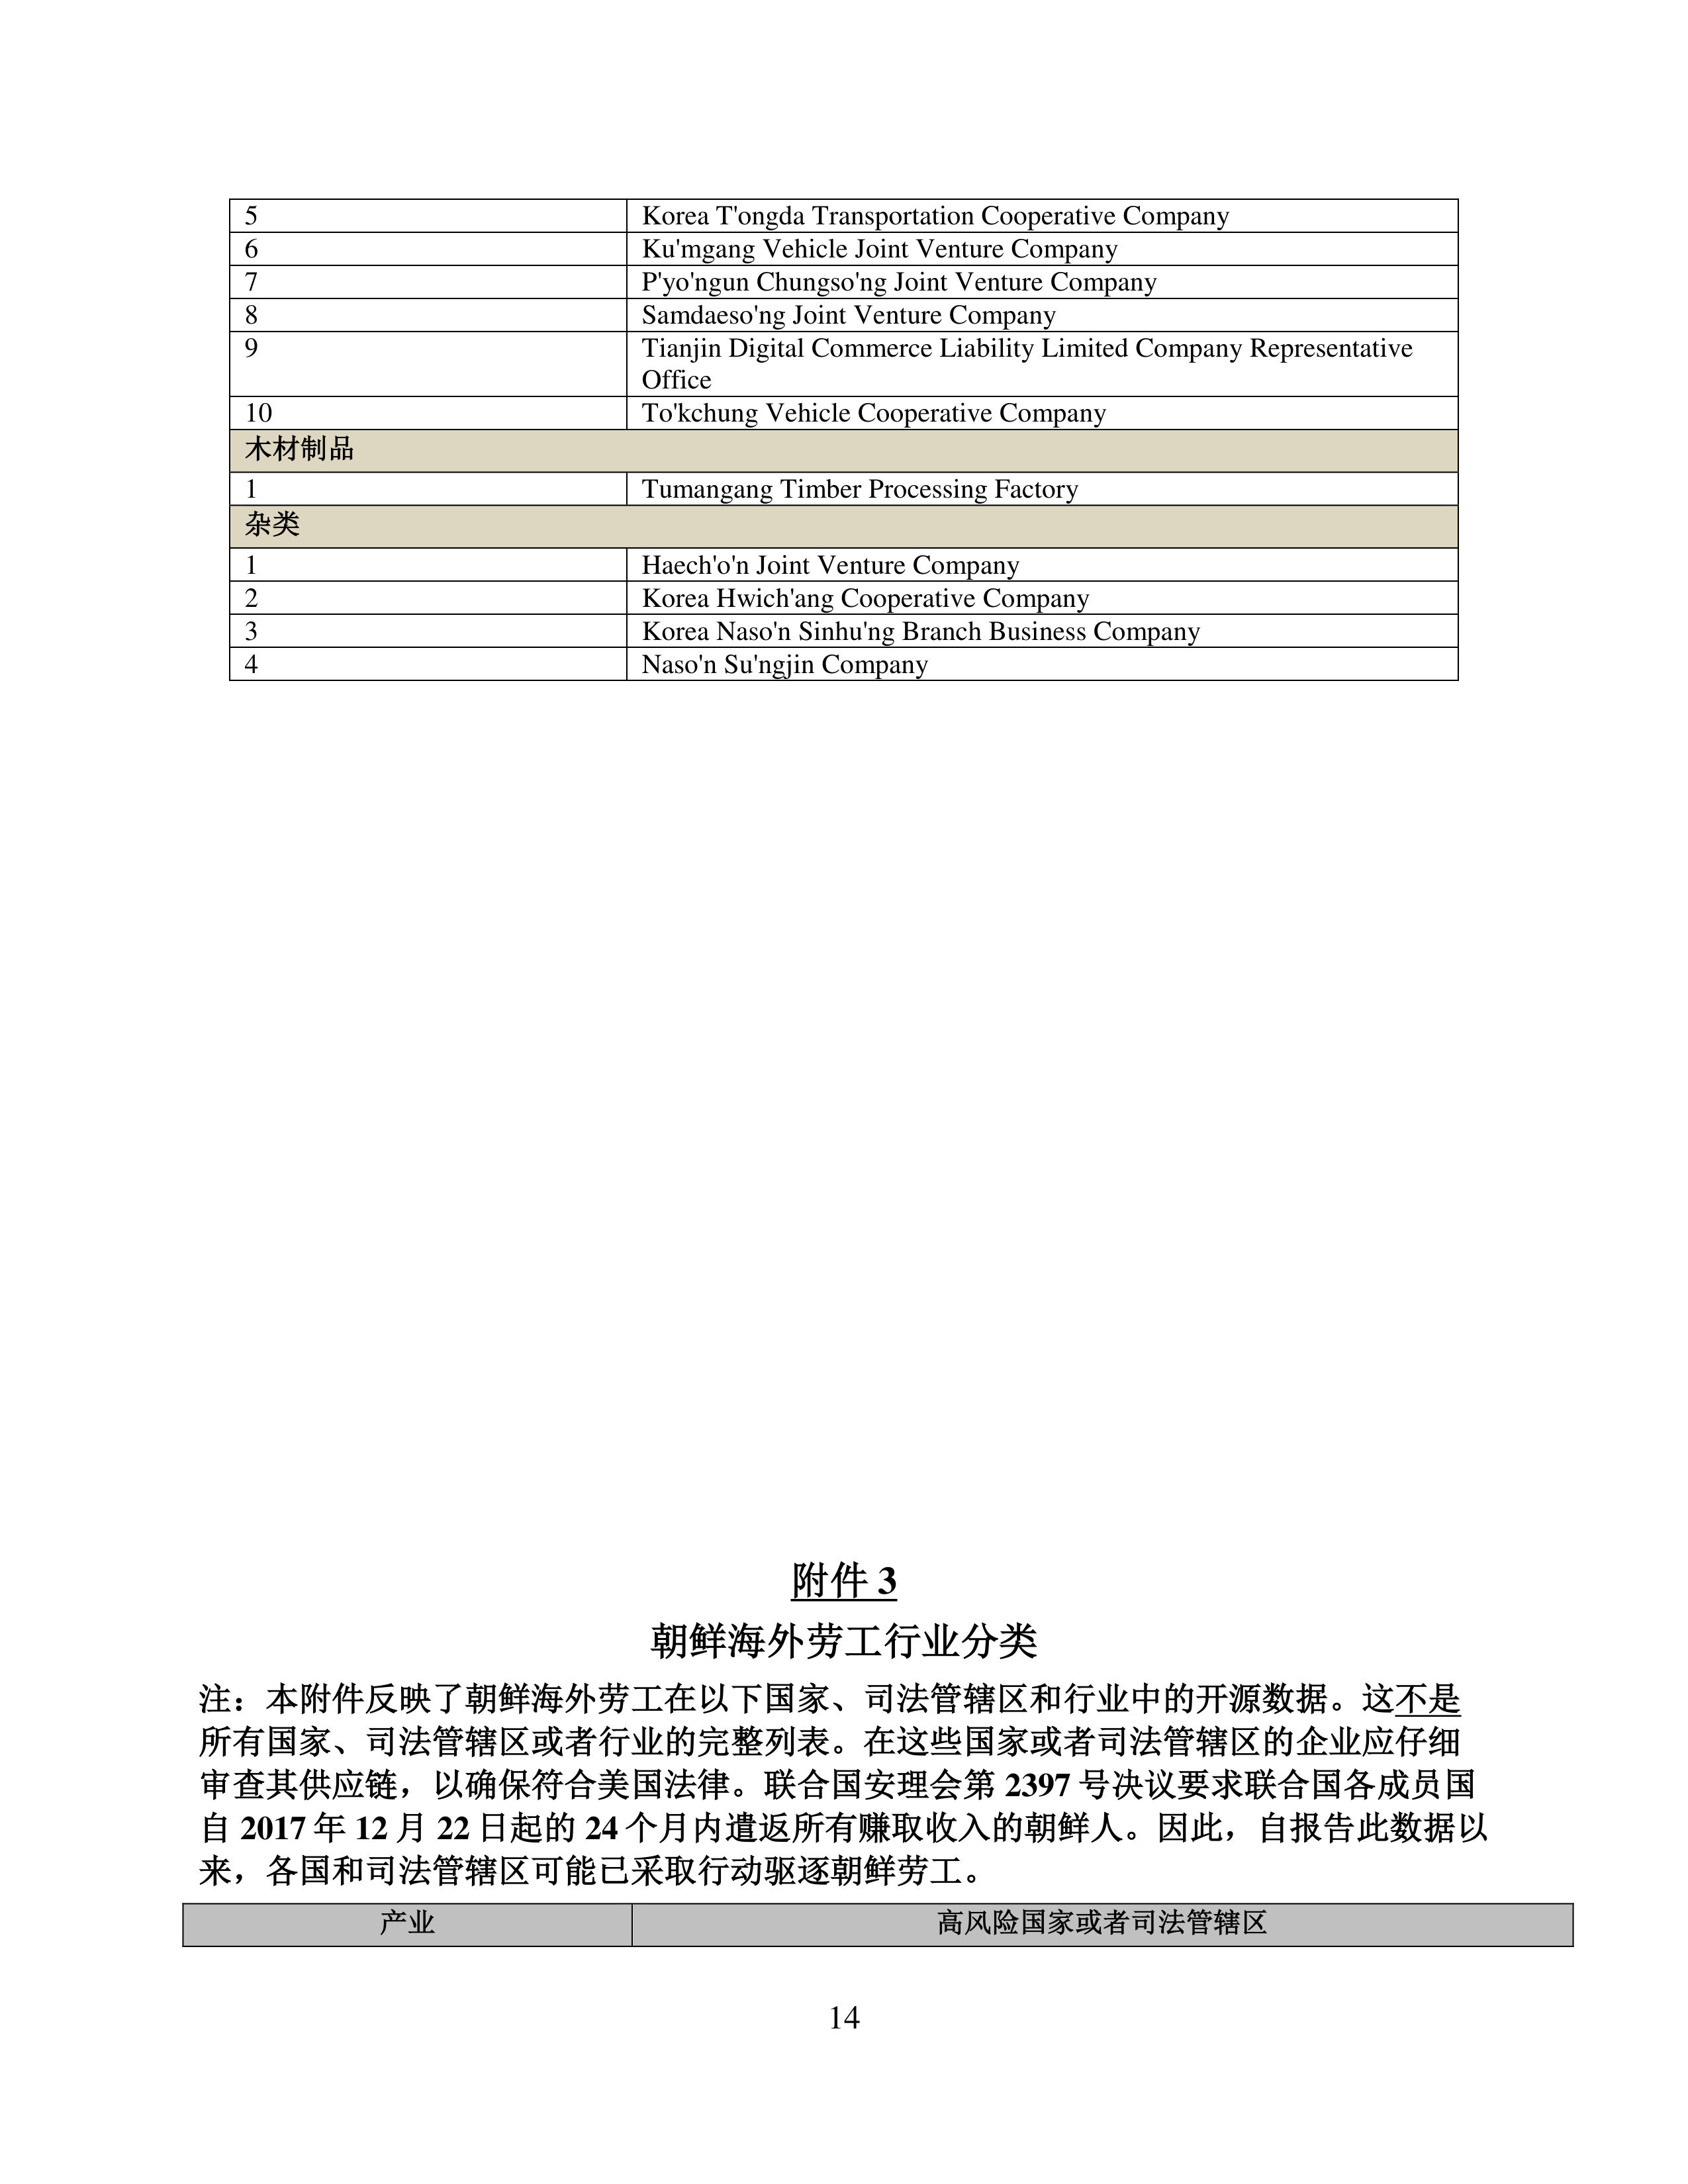 5 Korea T'ongda Transportation Cooperative Company
6 Ku'mgang Vehicle Joint Venture Company
7 P'yo'ngun Chungso'ng Joint Venture Company
8 Samdaeso'ng Joint Venture Company
9 Tianjin Digital Commerce Liability Limited Company Representative
Office
10 To'kchung Vehicle Cooperative Company
木材制品
1 Tumangang Timber Processing Factory
杂类
1 Haech'o'n Joint Venture Company
2 Korea Hwich'ang Cooperative Company
3 Korea Naso'n Sinhu'ng Branch Business Company
4 Naso'n Su'ngjin Company
附件 3
朝鲜海外劳工行业分类
注：本附件反映了朝鲜海外劳工在以下国家、司法管辖区和行业中的开源数据。这不是
所有国家、司法管辖区或者行业的完整列表。在这些国家或者司法管辖区的企业应仔细
审查其供应链，以确保符合美国法律。联合国安理会第 2397 号决议要求联合国各成员国
自 2017 年 12 月 22 日起的 24 个月内遣返所有赚取收入的朝鲜人。因此，自报告此数据以
来，各国和司法管辖区可能已采取行动驱逐朝鲜劳工。
产业 高风险国家或者司法管辖区
14